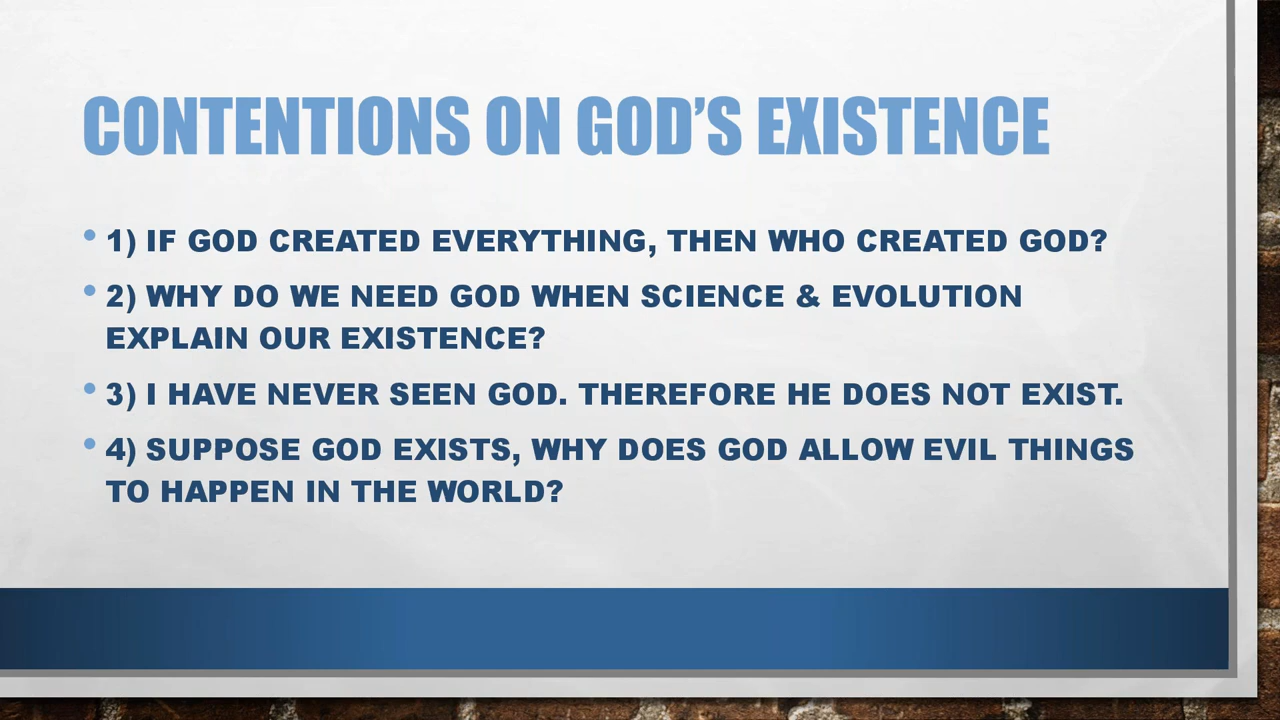 CONTENTIONS ON GOD’S EXISTENCE
• 1) IF GOD CREATED EVERYTHING, THEN WHO CREATED GOD?
• 2) WHY DO WE NEED GOD WHEN SCIENCE & EVOLUTION
EXPLAIN OUR EXISTENCE?
• 3) I HAVE NEVER SEEN GOD. THEREFORE HE DOES NOT EXIST.
• 4) SUPPOSE GOD EXISTS, WHY DOES GOD ALLOW EVIL THINGS
TO HAPPEN IN THE WORLD?